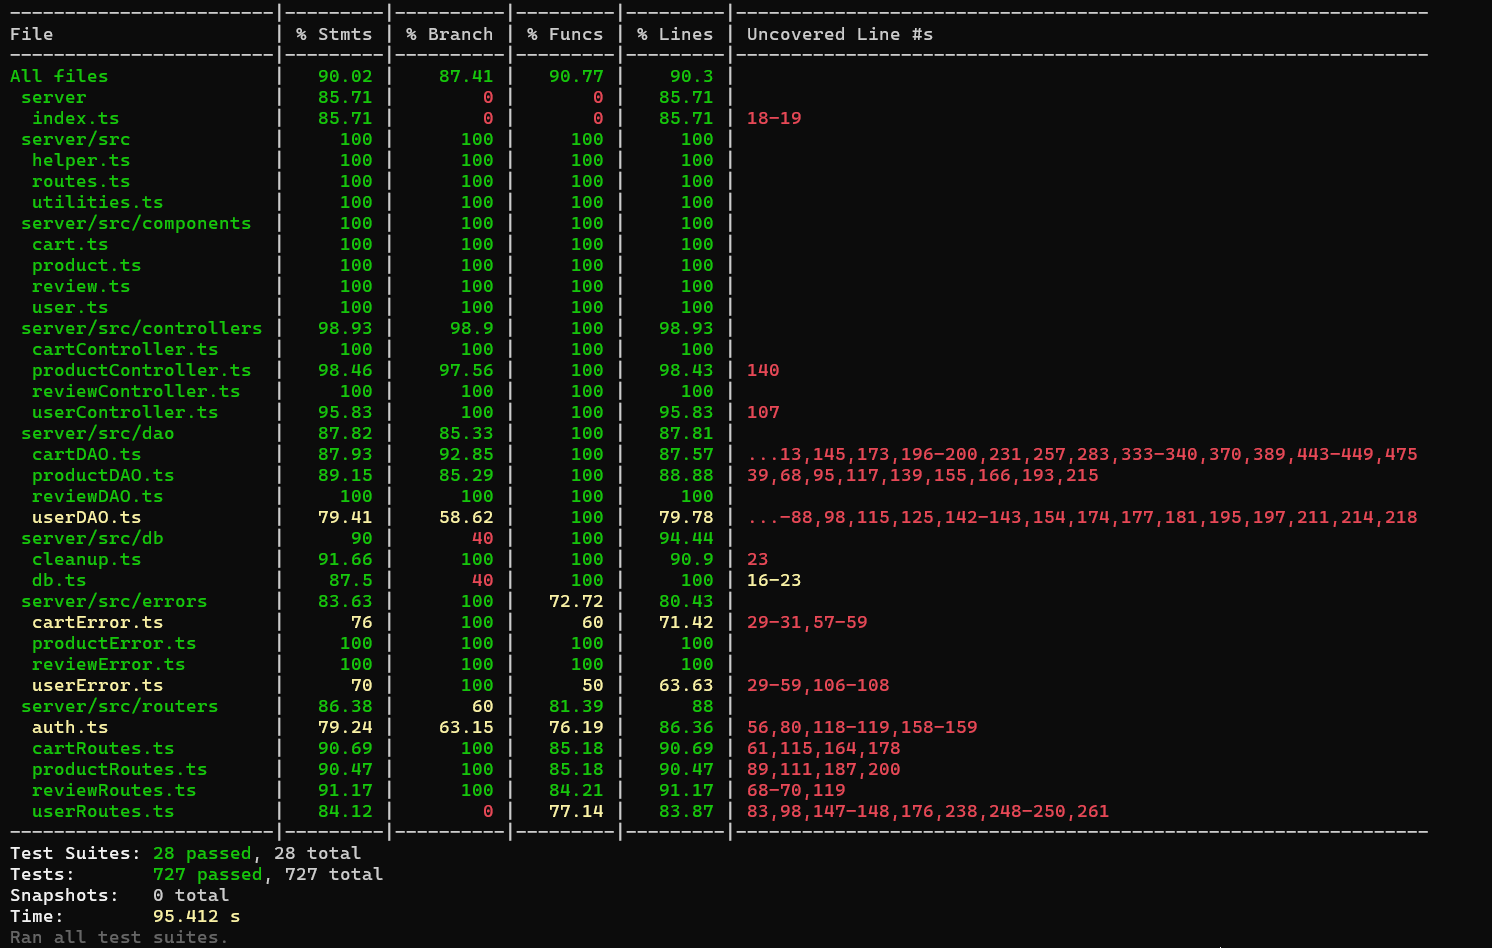 ------------------------|---------|----------|---------|---------|---------------------------------------------------------------
File                    | % Stmts | % Branch | % Funcs | % Lines | Uncovered Line #s
------------------------|---------|----------|---------|---------|---------------------------------------------------------------
All files               |   90.02 |    87.41 |   90.77 |    90.3 |
 server                 |   85.71 |        0 |       0 |   85.71 |
  index.ts              |   85.71 |        0 |       0 |   85.71 | 18-19
 server/src             |     100 |      100 |     100 |     100 |
  helper.ts             |     100 |      100 |     100 |     100 |
  routes.ts             |     100 |      100 |     100 |     100 |
  utilities.ts          |     100 |      100 |     100 |     100 |
 server/src/components  |     100 |      100 |     100 |     100 |
  cart.ts               |     100 |      100 |     100 |     100 |
  product.ts            |     100 |      100 |     100 |     100 |
  review.ts             |     100 |      100 |     100 |     100 |
  user.ts               |     100 |      100 |     100 |     100 |
 server/src/controllers |   98.93 |     98.9 |     100 |   98.93 |
  cartController.ts     |     100 |      100 |     100 |     100 |
  productController.ts  |   98.46 |    97.56 |     100 |   98.43 | 140
  reviewController.ts   |     100 |      100 |     100 |     100 |
  userController.ts     |   95.83 |      100 |     100 |   95.83 | 107
 server/src/dao         |   87.82 |    85.33 |     100 |   87.81 |
  cartDAO.ts            |   87.93 |    92.85 |     100 |   87.57 | ...13,145,173,196-200,231,257,283,333-340,370,389,443-449,475
  productDAO.ts         |   89.15 |    85.29 |     100 |   88.88 | 39,68,95,117,139,155,166,193,215
  reviewDAO.ts          |     100 |      100 |     100 |     100 |
  userDAO.ts            |   79.41 |    58.62 |     100 |   79.78 | ...-88,98,115,125,142-143,154,174,177,181,195,197,211,214,218
 server/src/db          |      90 |       40 |     100 |   94.44 |
  cleanup.ts            |   91.66 |      100 |     100 |    90.9 | 23
  db.ts                 |    87.5 |       40 |     100 |     100 | 16-23
 server/src/errors      |   83.63 |      100 |   72.72 |   80.43 |
  cartError.ts          |      76 |      100 |      60 |   71.42 | 29-31,57-59
  productError.ts       |     100 |      100 |     100 |     100 |
  reviewError.ts        |     100 |      100 |     100 |     100 |
  userError.ts          |      70 |      100 |      50 |   63.63 | 29-59,106-108
 server/src/routers     |   86.38 |       60 |   81.39 |      88 |
  auth.ts               |   79.24 |    63.15 |   76.19 |   86.36 | 56,80,118-119,158-159
  cartRoutes.ts         |   90.69 |      100 |   85.18 |   90.69 | 61,115,164,178
  productRoutes.ts      |   90.47 |      100 |   85.18 |   90.47 | 89,111,187,200
  reviewRoutes.ts       |   91.17 |      100 |   84.21 |   91.17 | 68-70,119
  userRoutes.ts         |   84.12 |        0 |   77.14 |   83.87 | 83,98,147-148,176,238,248-250,261
------------------------|---------|----------|---------|---------|---------------------------------------------------------------
Test Suites: 28 passed, 28 total
Tests:       727 passed, 727 total
Snapshots:   0 total
Time:        95.412 s
Ran all test suites.